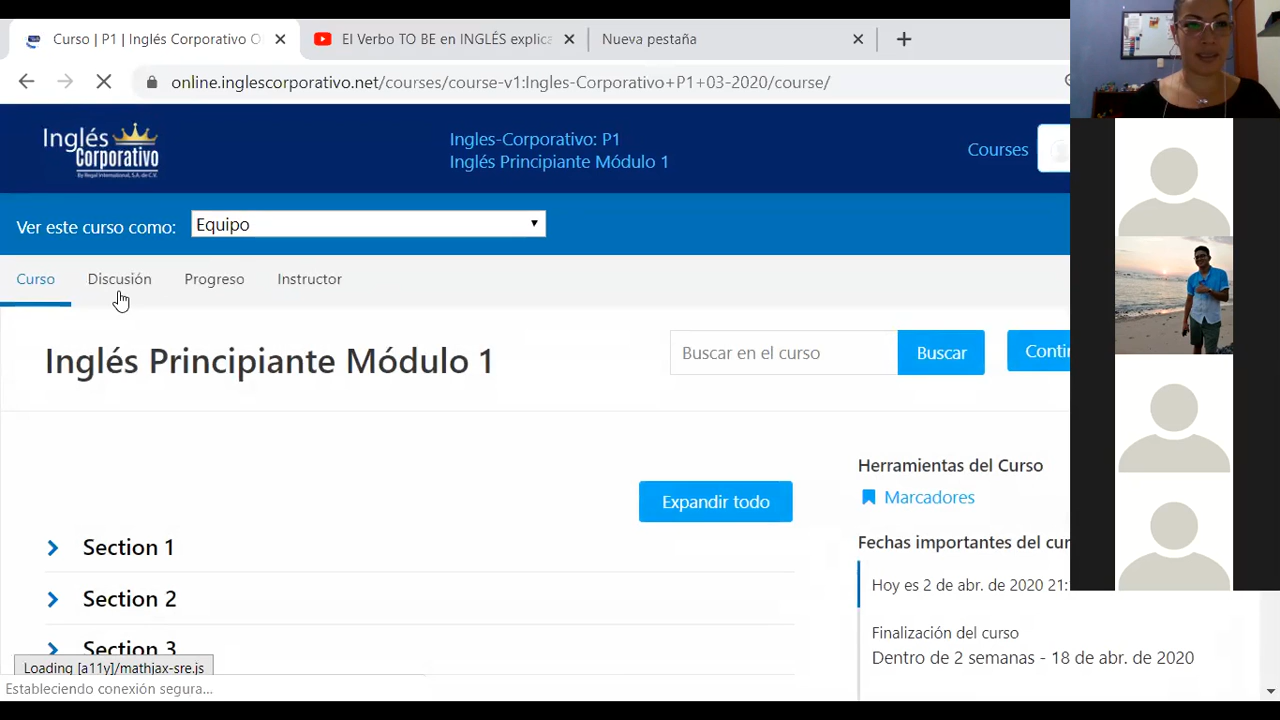 Curso | P1 | Inglés Corporativo O
El Verbo TO BE en INGLÉS explica
Nueva pestaña
online.inglescorporativo.net/courses/course-v1:Ingles-Corporativo+P1+03-2020/course/
Inglés
Corporativo
By Regal International, S.A. de C.V.
Ingles-Corporativo: P1
Inglés Principiante Módulo 1
Courses
Ver este curso como:
Equipo
Curso
Discusión
Progreso
Instructor
Inglés Principiante Módulo 1
Buscar en el curso
Buscar
Conti
Herramientas del Curso
Marcadores
Expandir todo
Fechas importantes del cur
Section 1
Hoy es 2 de abr. de 2020 21:
Section 2
Finalización del curso
Section 3
Dentro de 2 semanas - 18 de abr. de 2020
Loading [a11y]/mathjax-sre.js
Estableciendo conexión segura...